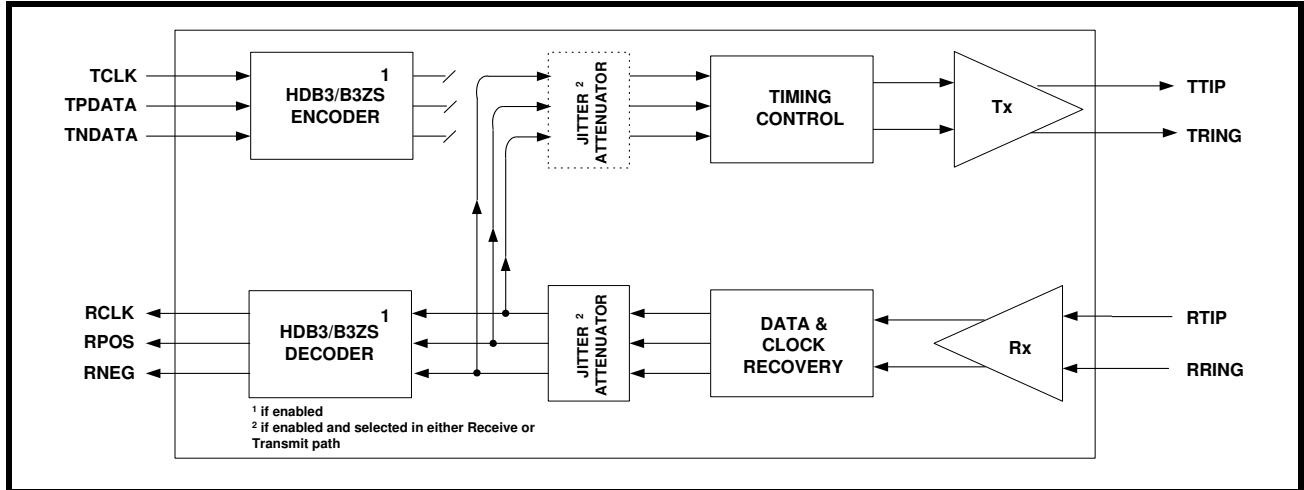 TCLK
TPDATA
TNDATA
1
HDB3/B3ZS
ENCODER
JITTER 2
ATTENUATOR
TIMING
CONTROL
Tx
TTIP
TRING
RCLK
RPOS
RNEG
1
HDB3/B3ZS
DECODER
JITTER 2
ATTENUATOR
DATA &
CLOCK
RECOVERY
Rx
RTIP
RRING
1 if enabled
2 if enabled and selected in either Receive or
Transmit path